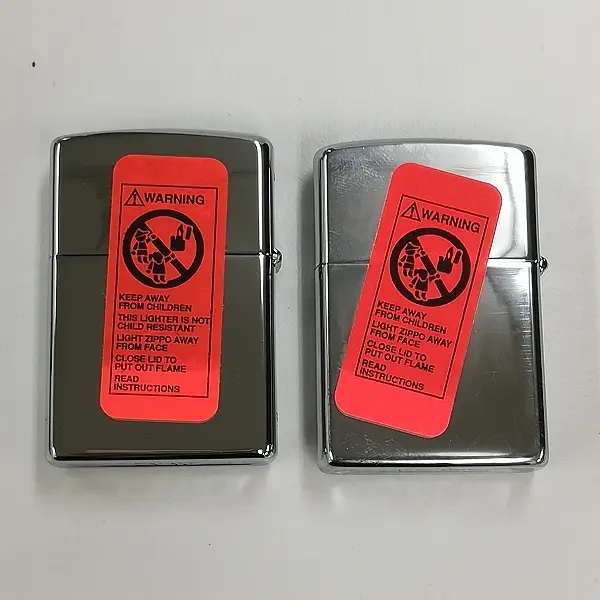 WARNING
KEEP AWAY
FROM CHILDREN
THIS LIGHTER IS NOT
CHILD RESISTANT
LIGHT ZIPPO AWAY
FROM FACE
CLOSE LID TO
PUT OUT FLAME
READ
INSTRUCTIONS
WARNING
KEEP AWAY
FROM CHILDREN
LIGHT ZIPPO AWAY
FROM FACE
CLOSE LID TO
PUT OUT FLAME
READ
INSTRUCTIONS